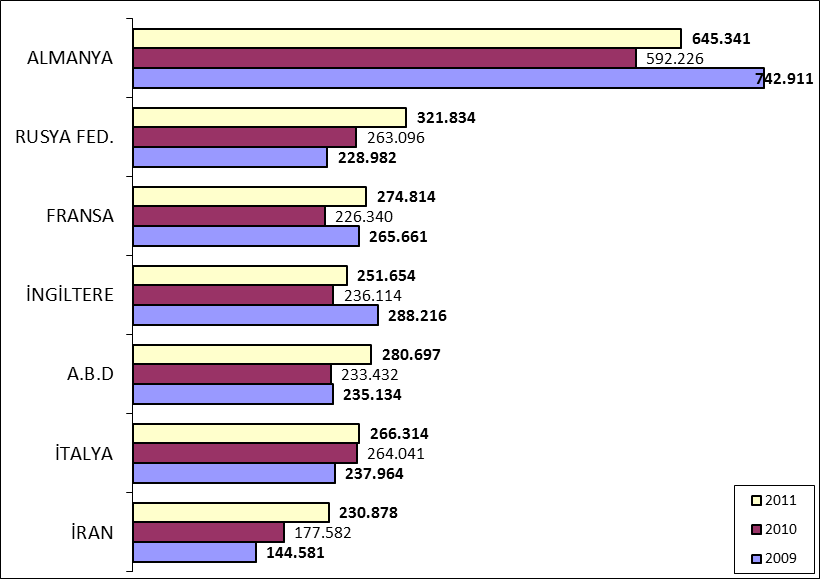 645.341
ALMANYA 592.226
742.911
321.834
RUSYA FED. 263.096
228.982
274.814
FRANSA 226.340
265.661
251.654
İNGİLTERE 236.114
288.216
280.697
A.B.D 233.432
235.134
266.314
İTALYA 264.041
237.964
230.878
İRAN 177.582
144.581
2011
2010
2009